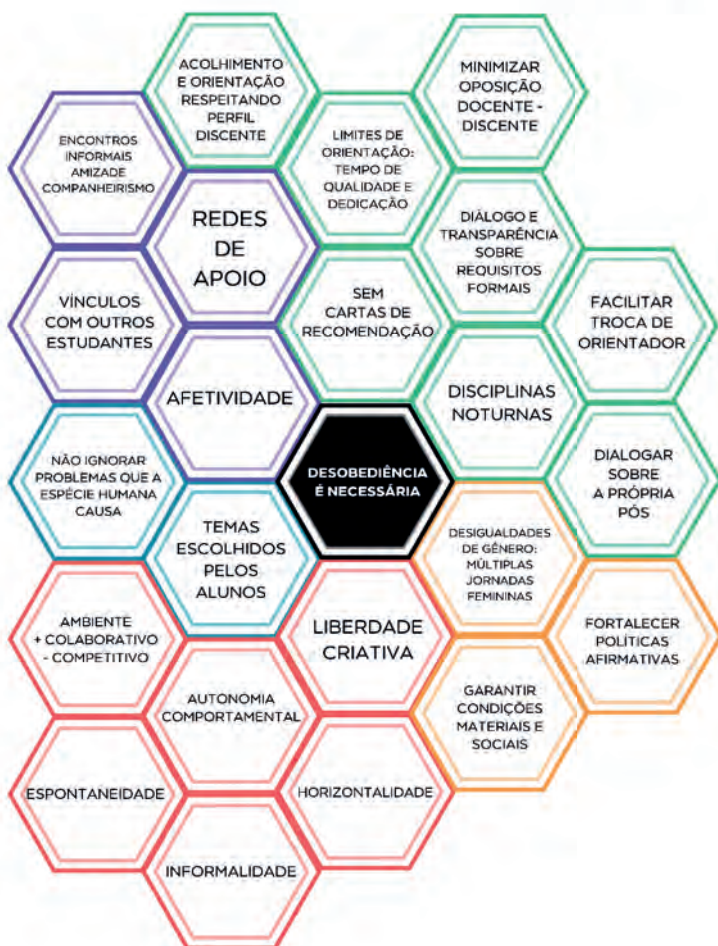 ACOLHIMENTO
E ORIENTAÇÃO
RESPEITANDO
PERFIL
DISCENTE
MINIMIZAR
OPOSIÇÃO
DOCENTE -
DISCENTE
ENCONTROS
INFORMAIS
AMIZADE
COMPANHEIRISMO
LIMITES DE
ORIENTAÇÃO:
TEMPO DE
QUALIDADE E
DEDICAÇÃO
REDES
DE
APOIO
DIÁLOGO E
TRANSPARÊNCIA
SOBRE
REQUISITOS
FORMAIS
VÍNCULOS
COM OUTROS
ESTUDANTES
SEM
CARTAS DE
RECOMENDAÇÃO
FACILITAR
TROCA DE
ORIENTADOR
AFETIVIDADE
DISCIPLINAS
NOTURNAS
NÃO IGNORAR
PROBLEMAS QUE A
ESPÉCIE HUMANA
CAUSA
DESOBEDIÊNCIA
É NECESSÁRIA
DIALOGAR
SOBRE
A PRÓPRIA
PÓS
TEMAS
ESCOLHIDOS
PELOS
ALUNOS
DESIGUALDADES
DE GÊNERO:
MÚLTIPLAS
JORNADAS
FEMININAS
AMBIENTE
+ COLABORATIVO
- COMPETITIVO
LIBERDADE
CRIATIVA
FORTALECER
POLÍTICAS
AFIRMATIVAS
AUTONOMIA
COMPORTAMENTAL
GARANTIR
CONDIÇÕES
MATERIAIS E
SOCIAIS
ESPONTANEIDADE
HORIZONTALIDADE
INFORMALIDADE